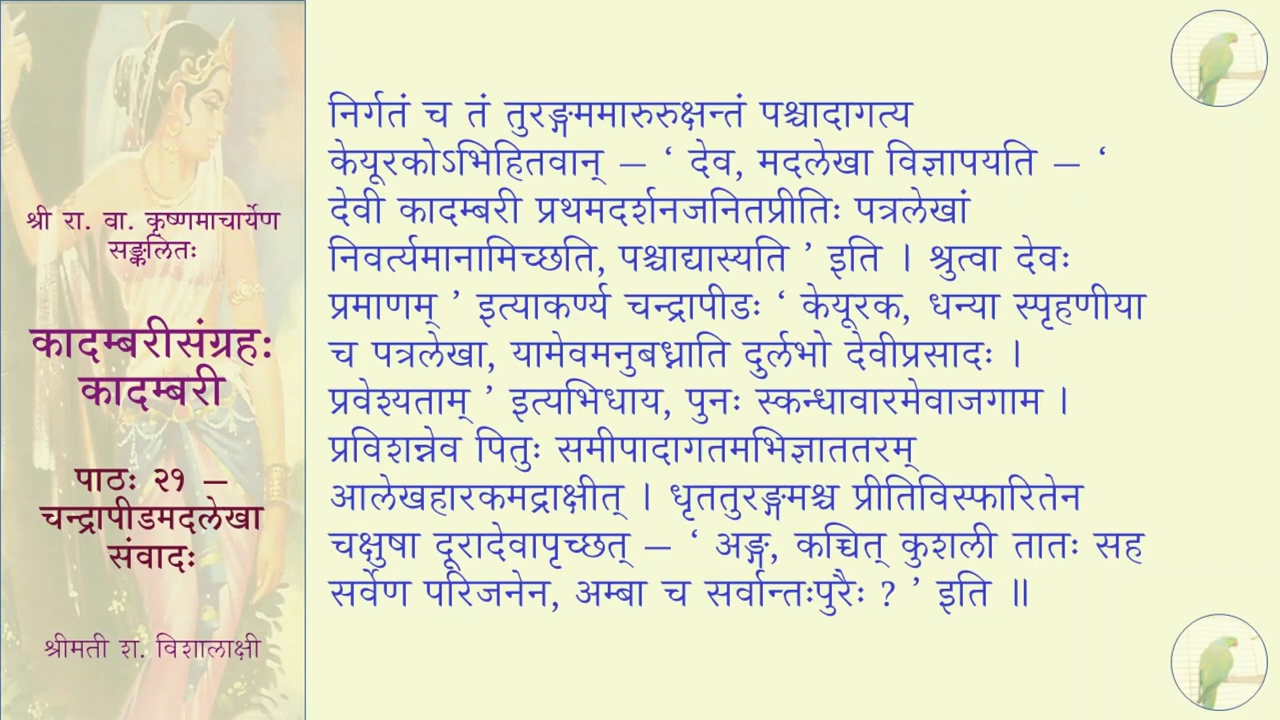 श्री रा. वा. कृष्णमाचार्येण
सङ्कलितः
कादम्बरीसंग्रहः
कादम्बरी
पाठः २१ –
चन्द्रापीडमदलेखा
संवादः
श्रीमती श. विशालाक्षी
निर्गतं च तं तुरङ्गममारुरुक्षन्तं पश्चादागत्य
केयूरकोऽभिहितवान् – ‘ देव, मदलेखा विज्ञापयति – ‘
देवी कादम्बरी प्रथमदर्शनजनितप्रीतिः पत्रलेखां
निवर्त्यमानामिच्छति, पश्चाद्यास्यति ’ इति । श्रुत्वा देवः
प्रमाणम् ’ इत्याकर्ण्य चन्द्रापीडः ‘ केयूरक, धन्या स्पृहणीया
च पत्रलेखा, यामेवमनुबध्नाति दुर्लभो देवीप्रसादः ।
प्रवेश्यताम् ’ इत्यभिधाय, पुनः स्कन्धावारमेवाजगाम ।
प्रविशन्नेव पितुः समीपादागतमभिज्ञाततरम्
आलेखहारकमद्राक्षीत् । धृततुरङ्गमश्च प्रीतिविस्फारितेन
चक्षुषा दूरादेवापृच्छत् – ‘ अङ्ग, कच्चित् कुशली तातः सह
सर्वेण परिजनेन, अम्बा च सर्वान्तःपुरैः ? ’ इति ॥